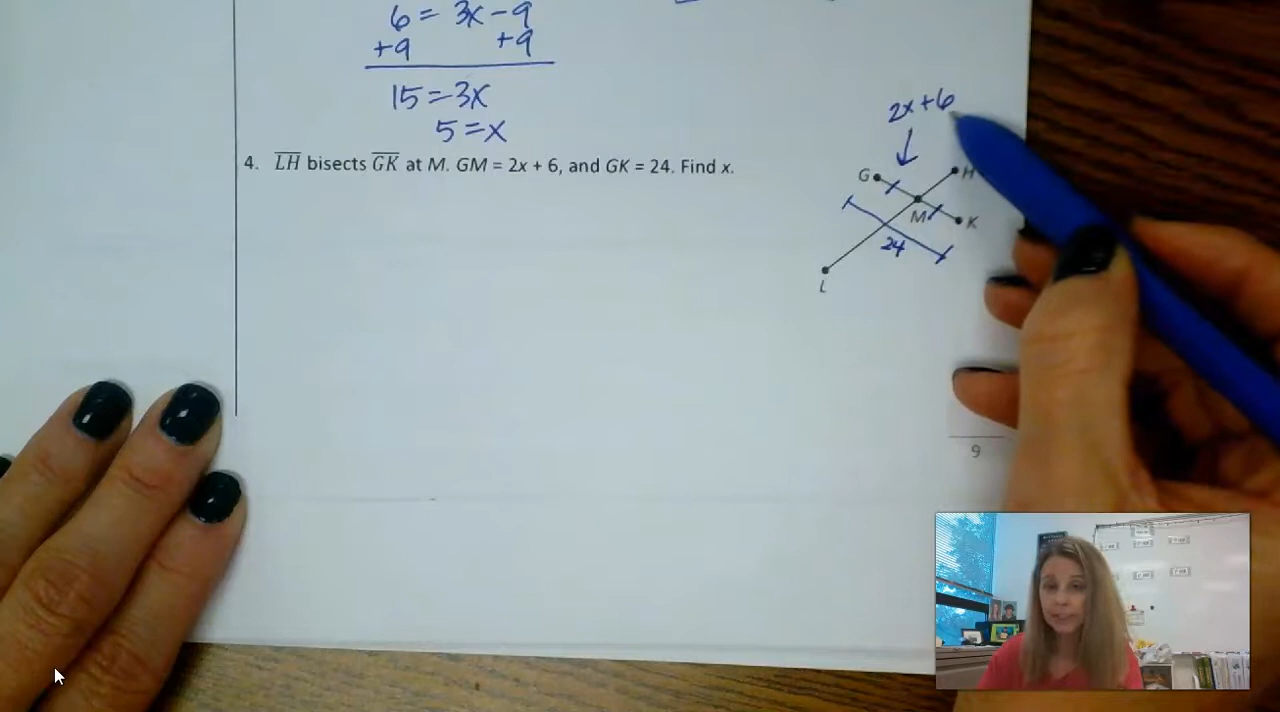 6 = 3x - 9
+9 +9
15 = 3x
5 = x
2x + 6
4. LH bisects GK at M. GM = 2x + 6, and GK = 24. Find x.
G H
M K
24
L
9